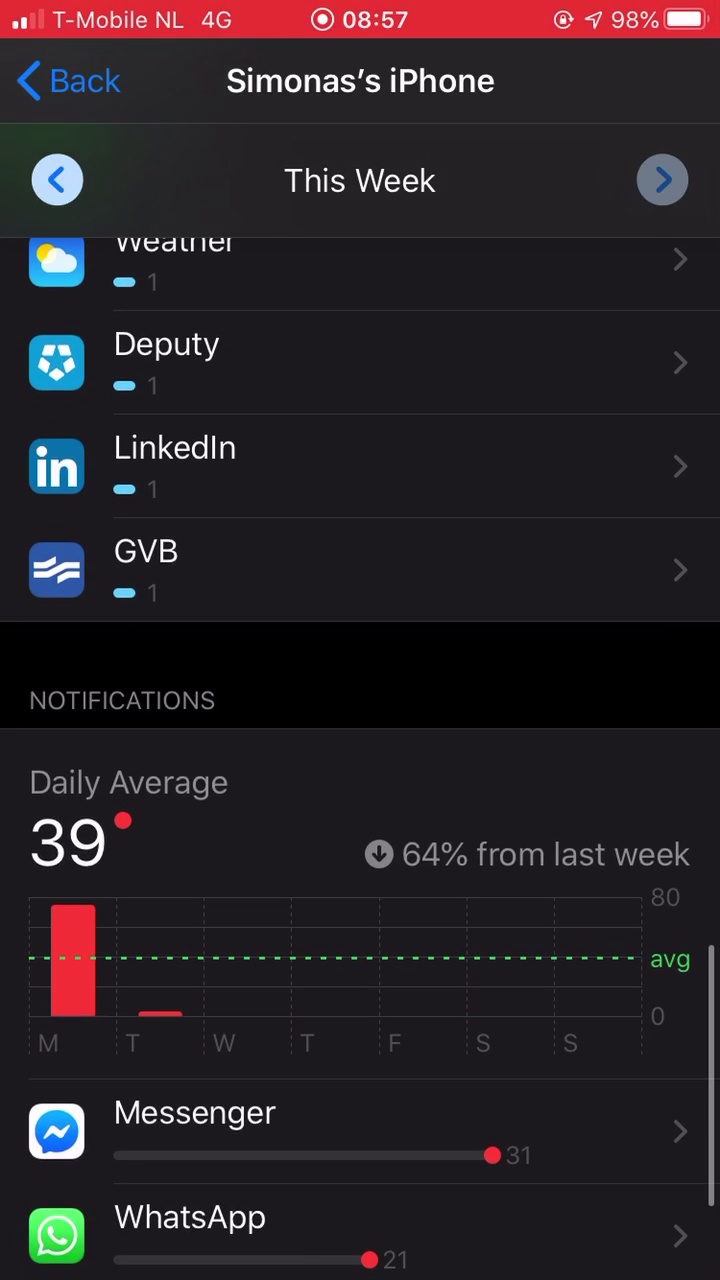 T-Mobile NL 4G 08:57 98%
Back Simonas's iPhone
This Week
Weather
1
Deputy
1
in LinkedIn
1
GVB
1
NOTIFICATIONS
Daily Average
39
64% from last week
80
avg
0
M T W T F S S
Messenger
31
WhatsApp
21